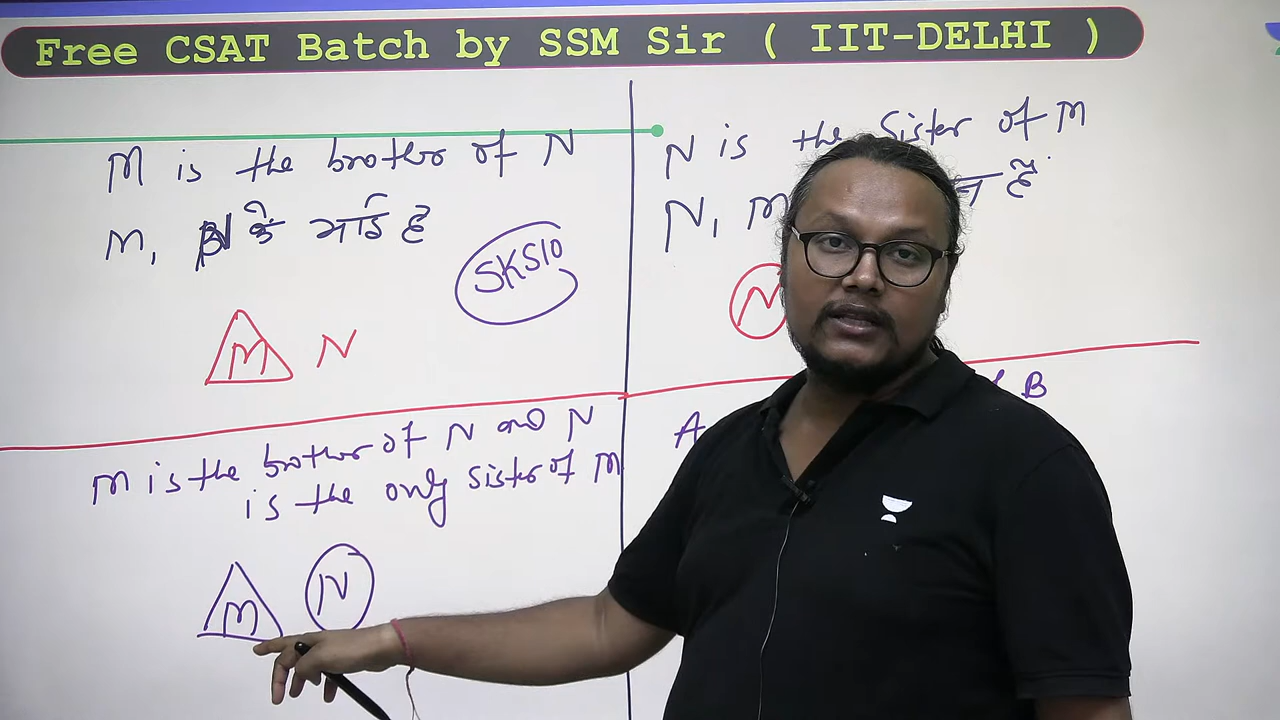 Free CSAT Batch by SSM Sir ( IIT-DELHI )
M is the brother of N
M, N के भाई है
SKS10
M N
N is the Sister of M
N, M न है
N
M is the brother of N and N
is the only sister of M
M N
A B